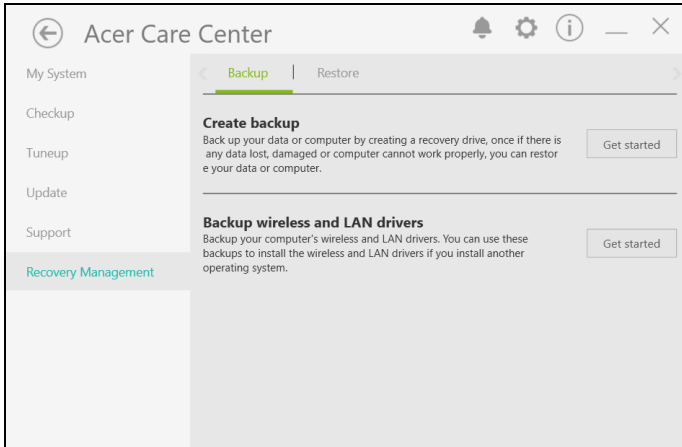 Acer Care Center
My System
Checkup
Tuneup
Update
Support
Recovery Management
Backup
Restore
Create backup
Back up your data or computer by creating a recovery drive, once if there is
any data lost, damaged or computer cannot work properly, you can restor
e your data or computer.
Get started
Backup wireless and LAN drivers
Backup your computer's wireless and LAN drivers. You can use these
backups to install the wireless and LAN drivers if you install another
operating system.
Get started